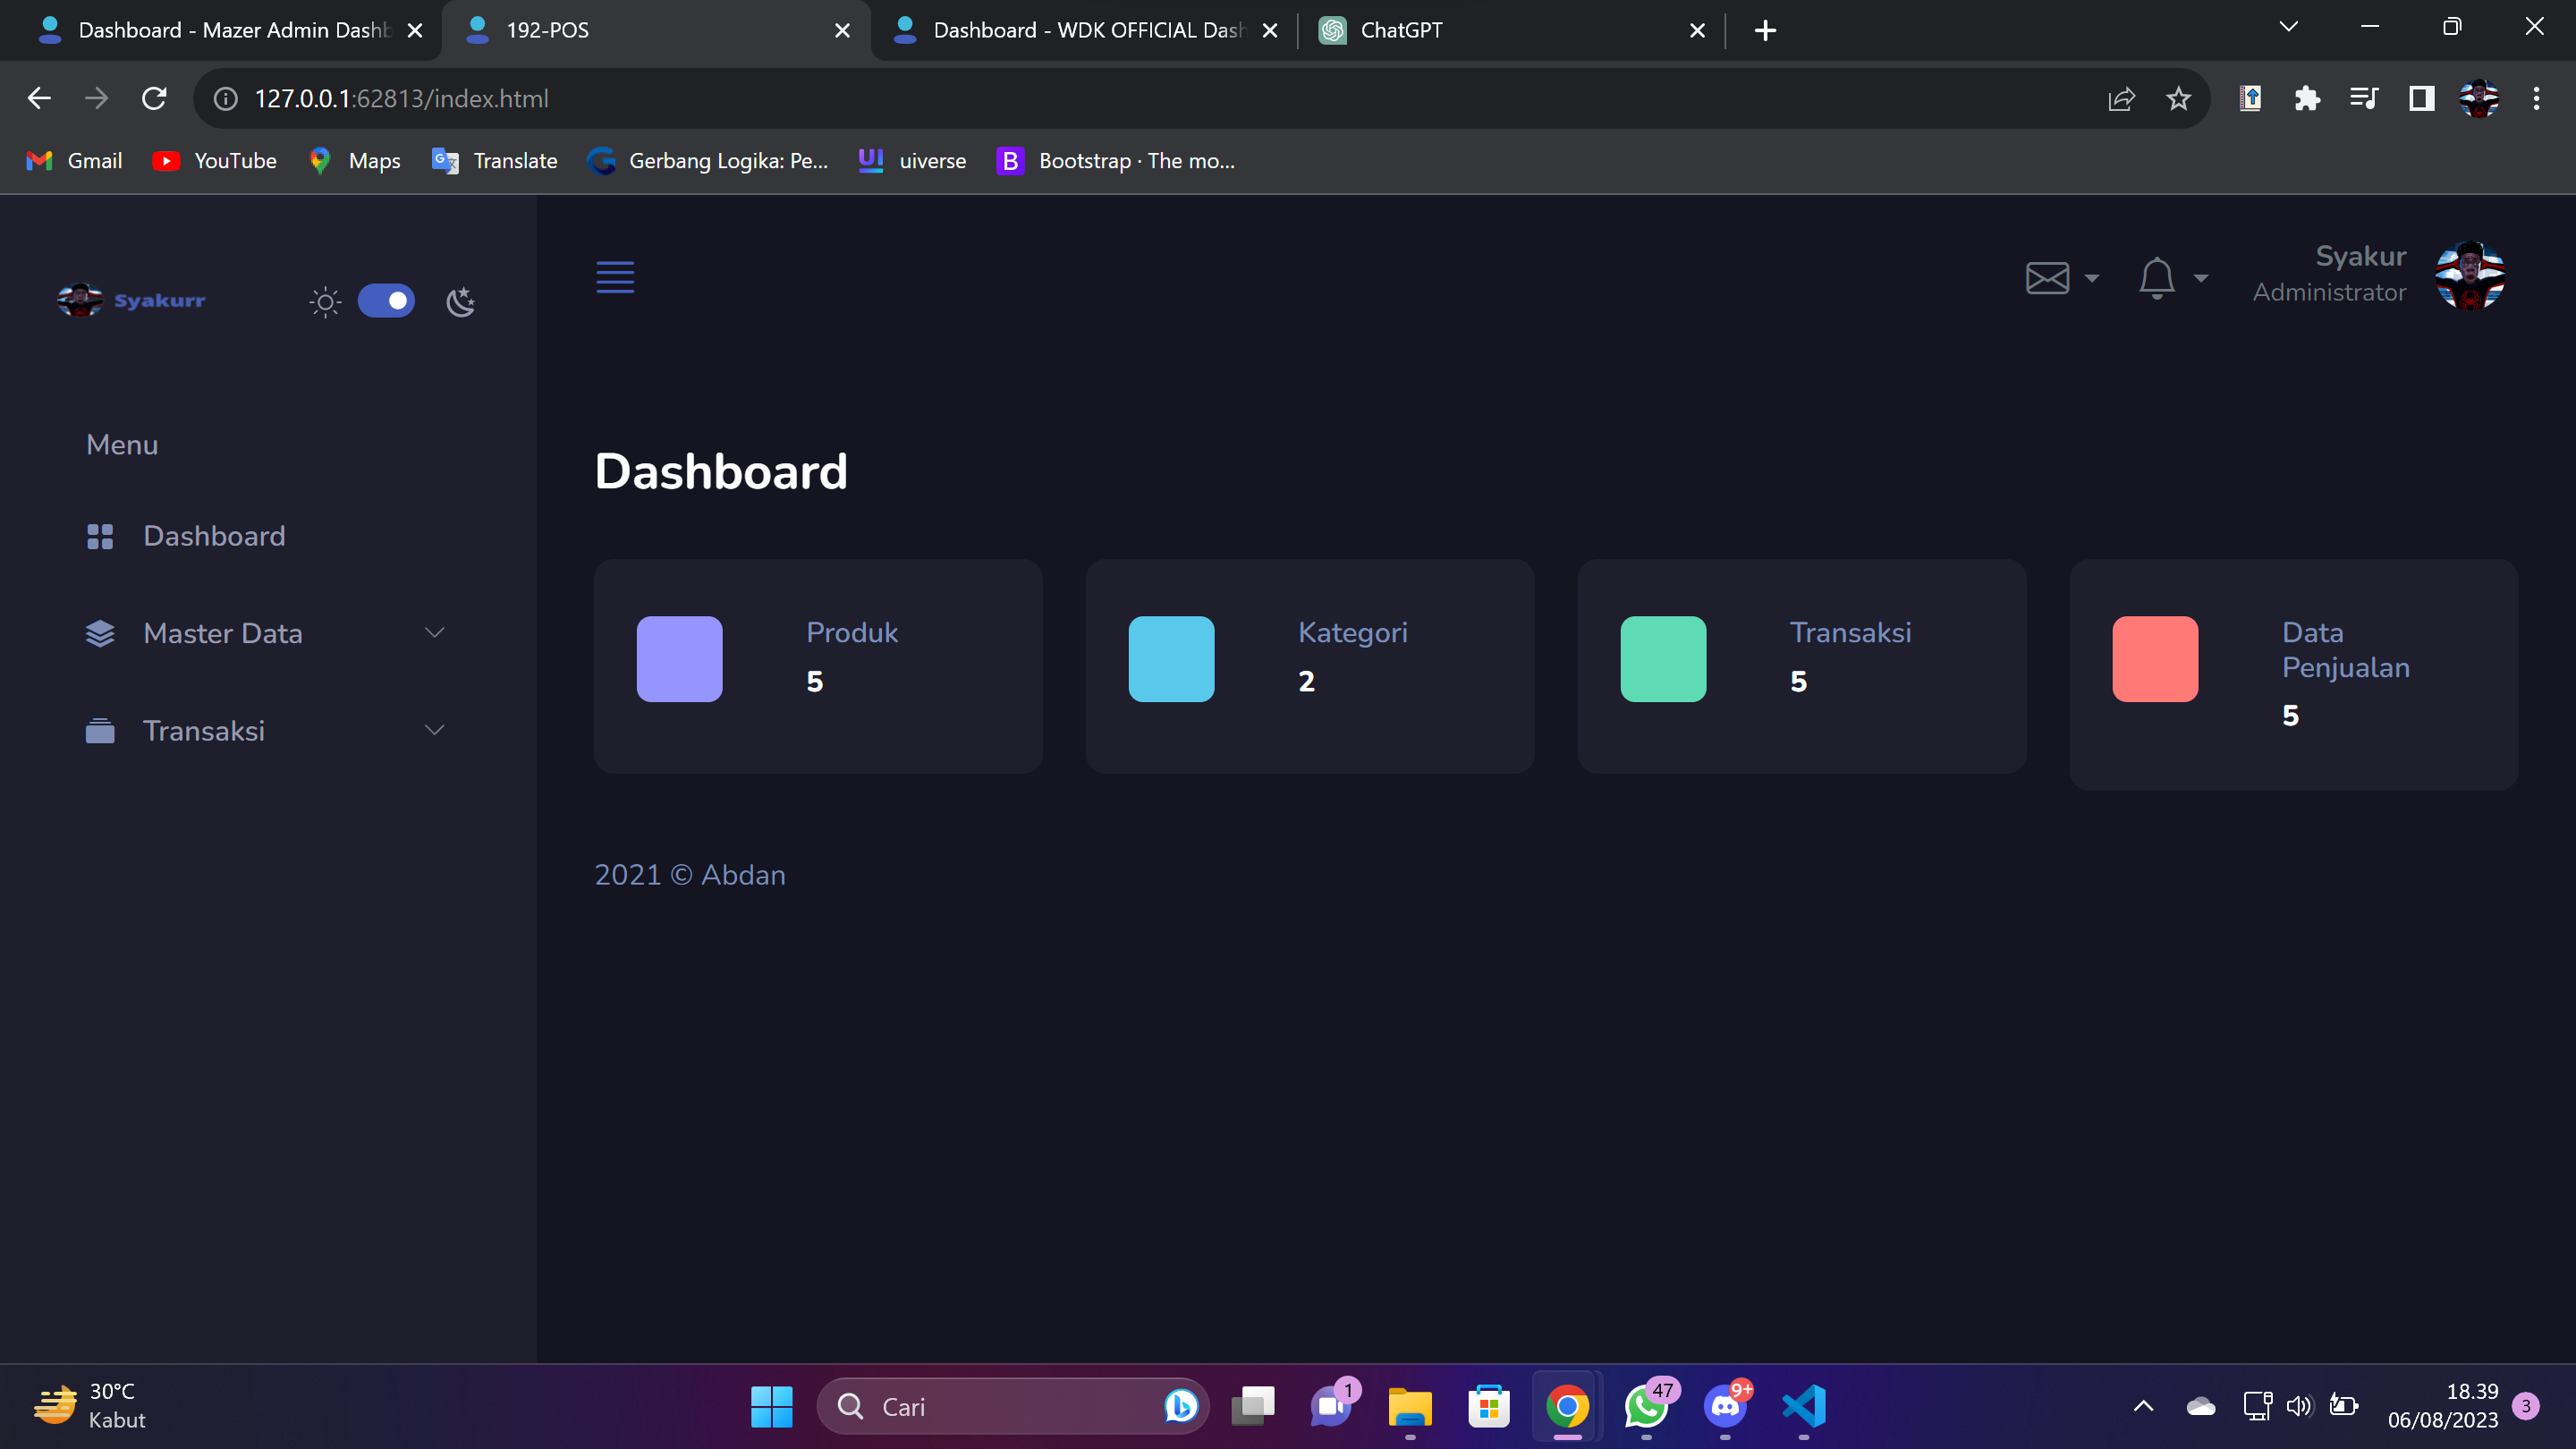 Dashboard - Mazer Admin Dashb
192-POS
Dashboard - WDK OFFICIAL Dash
ChatGPT
127.0.0.1:62813/index.html
Gmail
YouTube
Maps
Translate
Gerbang Logika: Pe...
UI uiverse
B Bootstrap · The mo...
Syakurr
Syakur
Administrator
Menu
Dashboard
Master Data
Transaksi
Dashboard
Produk
5
Kategori
2
Transaksi
5
Data
Penjualan
5
2021 © Abdan
30°C
Kabut
Cari
1
47
9+
18.39
06/08/2023
3